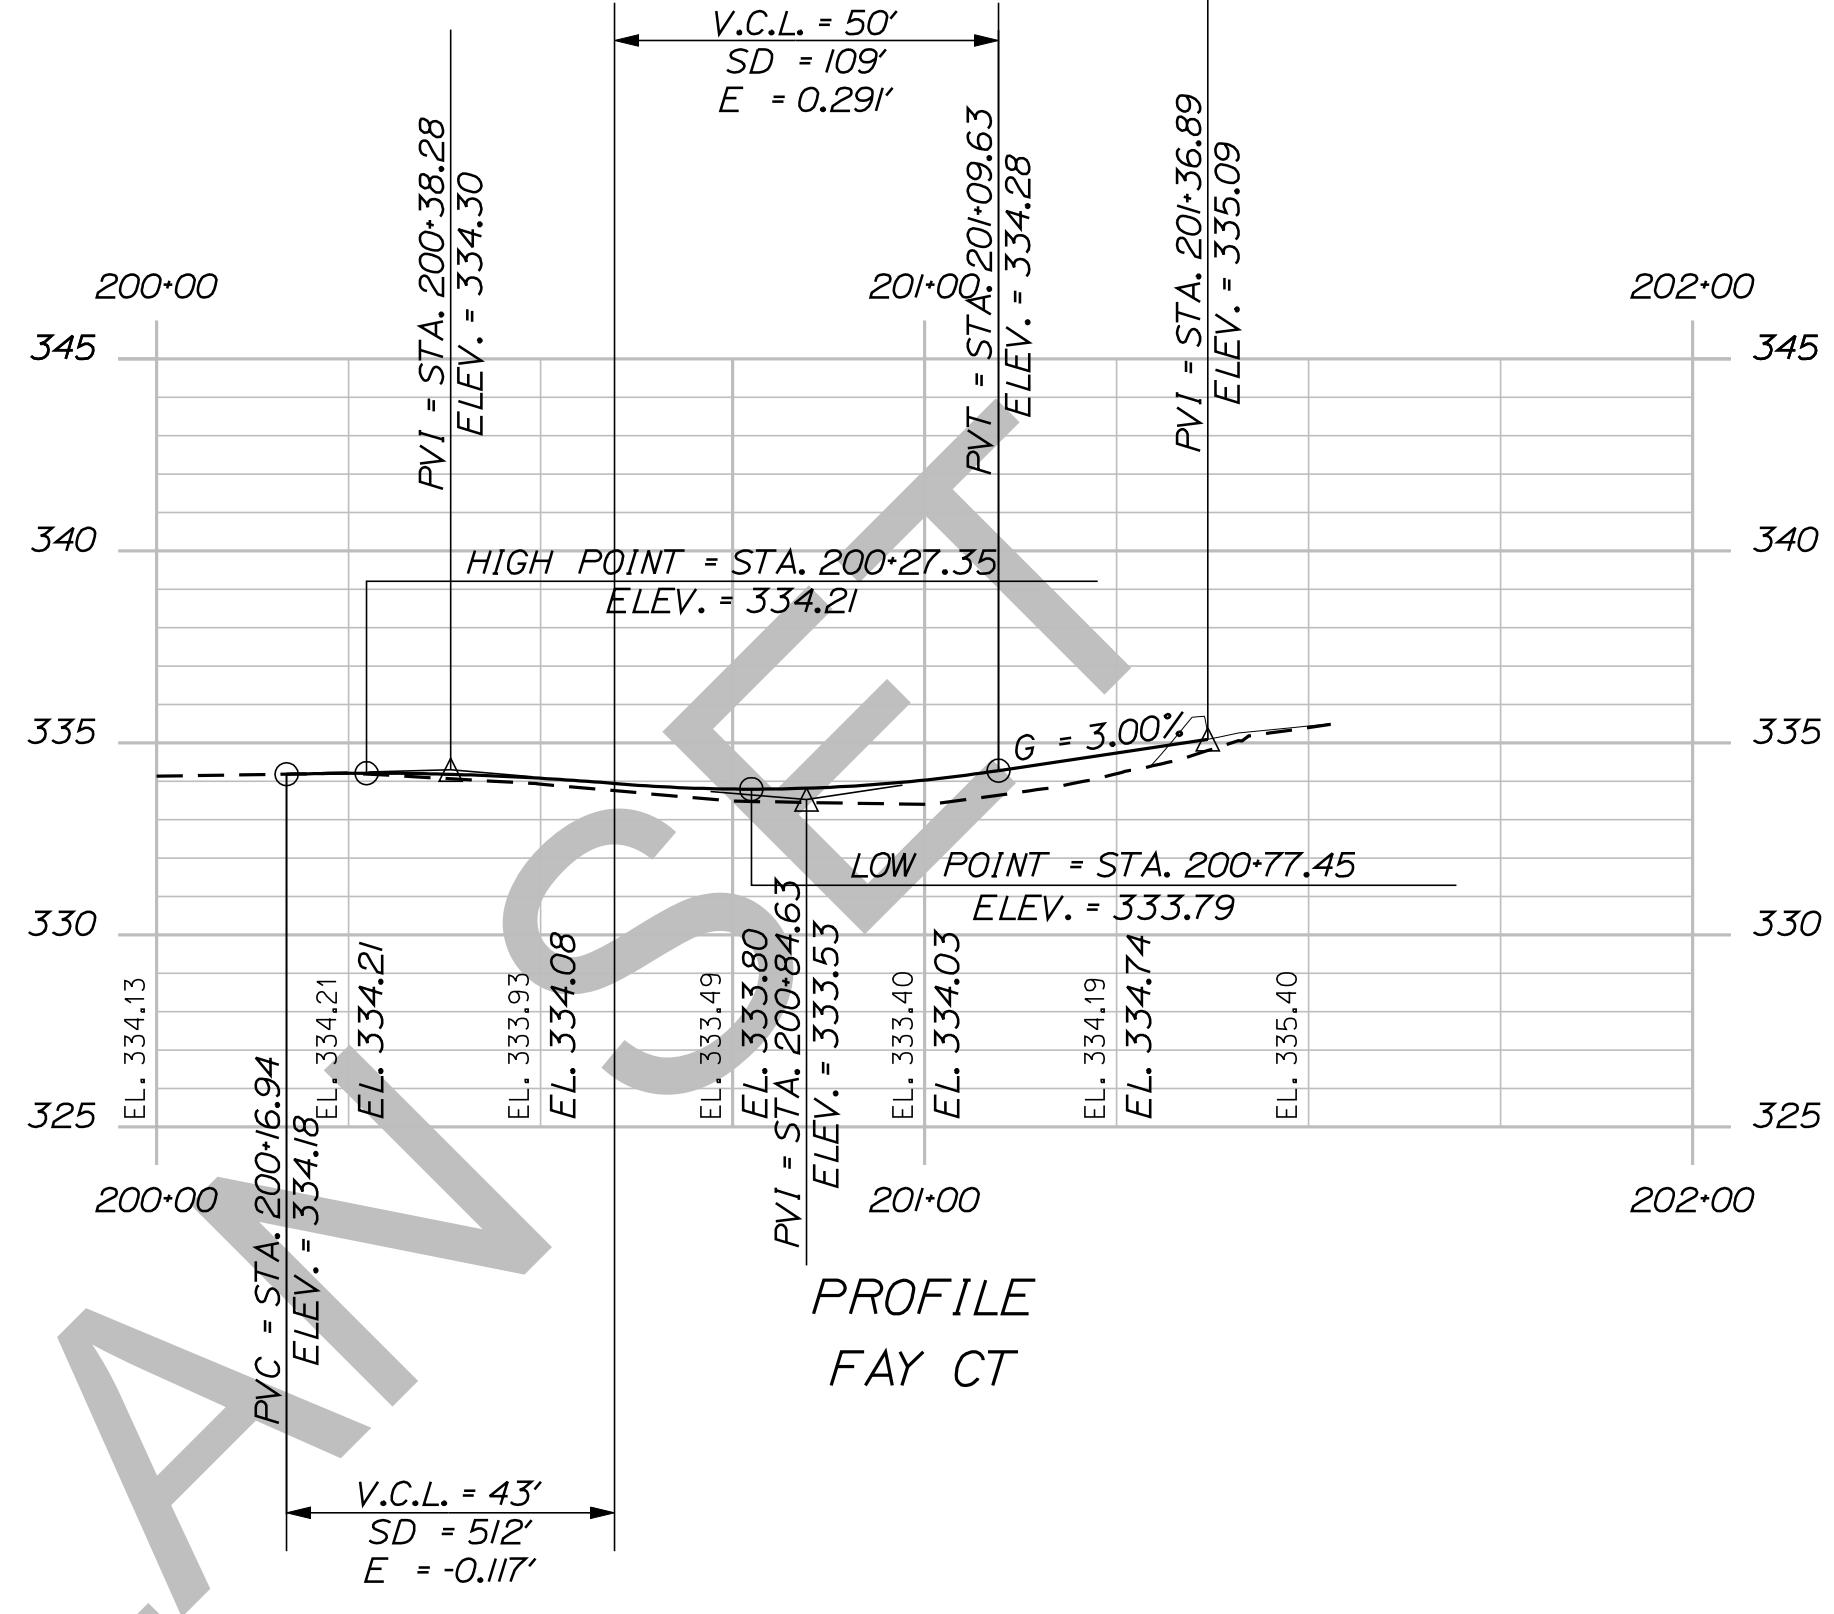 V.C.L. = 50'
SD = 109'
E = 0.291'
PVI = STA. 200+38.28
ELEV. = 334.30
PVT = STA. 201+09.63
ELEV. = 334.28
PVI = STA. 201+36.89
ELEV. = 335.09
200+00
201+00
202+00
345
345
340
340
HIGH POINT = STA. 200+27.35
ELEV. = 334.21
335
335
G = 3.00%
LOW POINT = STA. 200+77.45
ELEV. = 333.79
330
330
EL. 334.13
EL. 334.21
EL. 334.21
EL. 333.93
EL. 334.08
EL. 333.49
EL. 333.80
PVI = STA. 200+84.63
ELEV. = 333.53
EL. 333.40
EL. 334.03
EL. 334.19
EL. 334.74
EL. 335.40
325
325
PVC = STA. 200+16.94
ELEV. = 334.18
200+00
201+00
202+00
PROFILE
FAY CT
V.C.L. = 43'
SD = 512'
E = -0.117'
AN SET